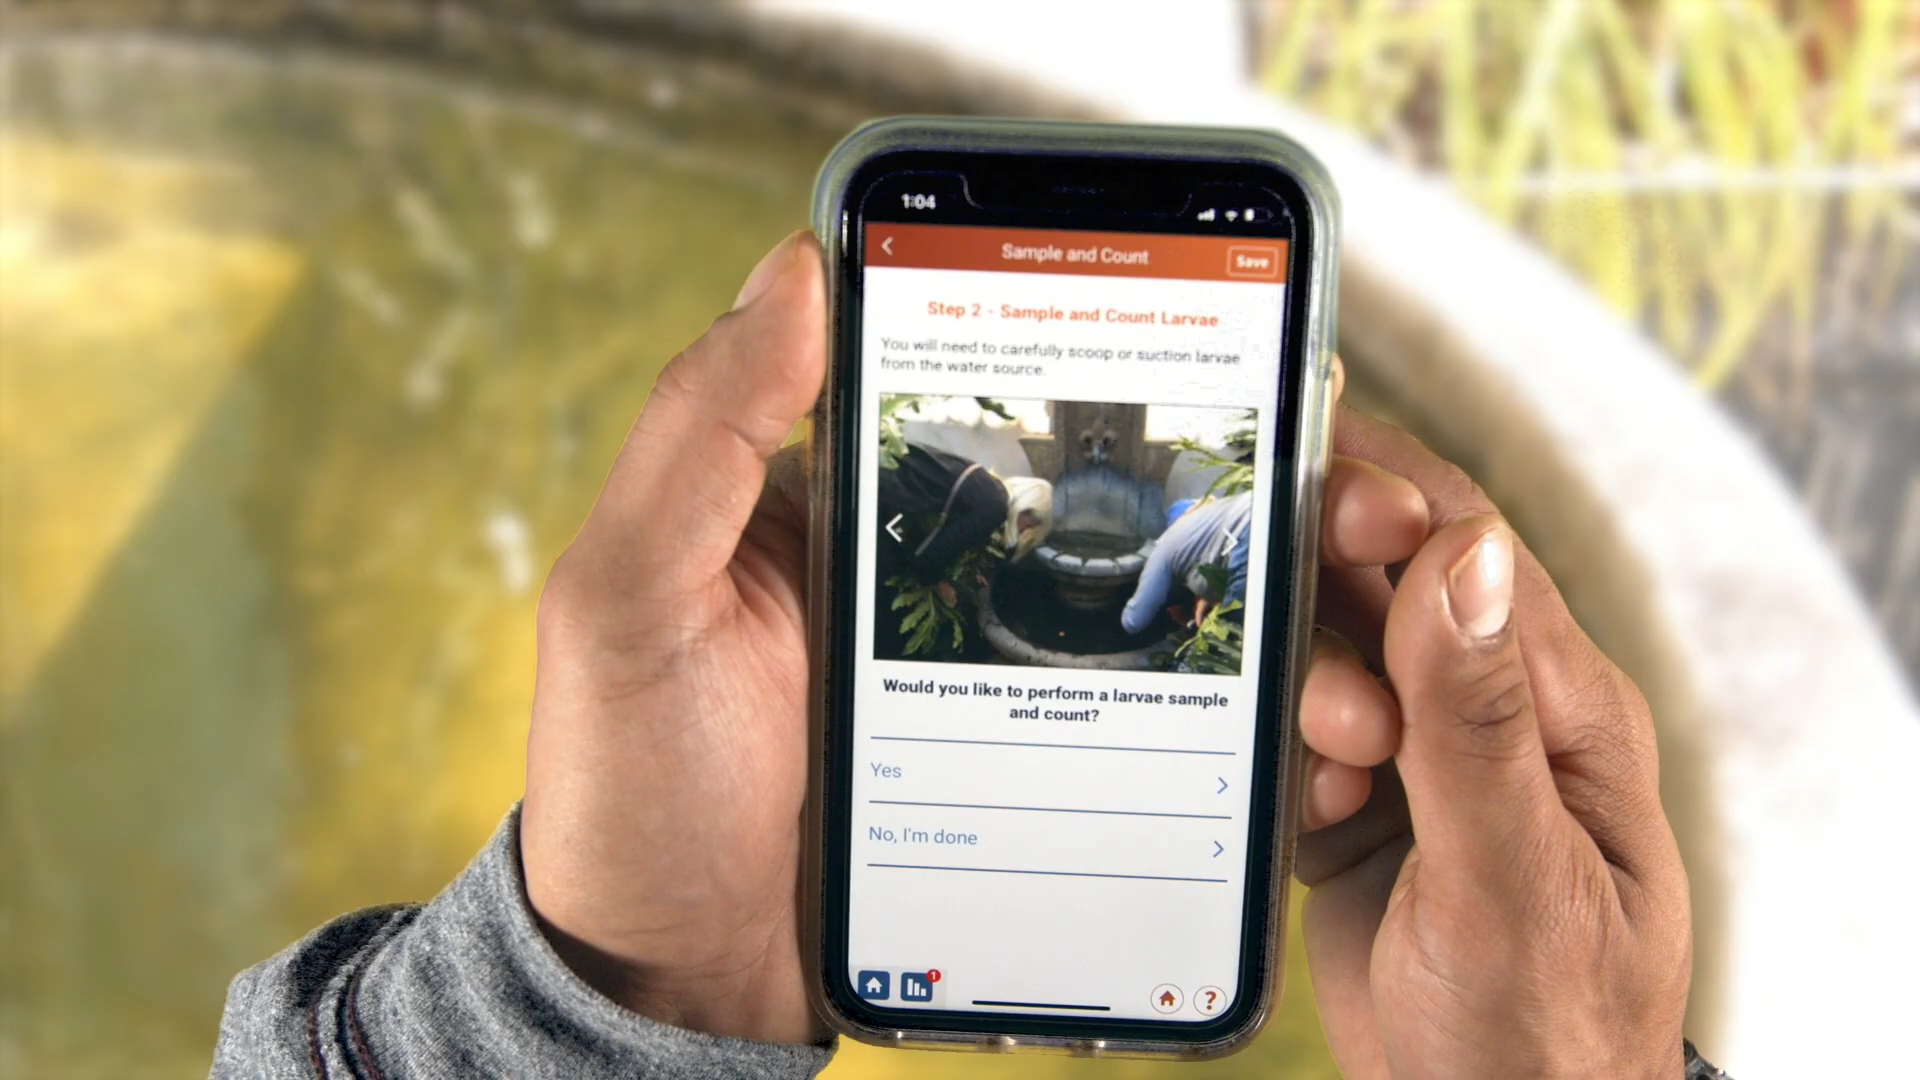 1:04
Sample and Count
Save
Step 2 - Sample and Count Larvae
You will need to carefully scoop or suction larvae
from the water source.
Would you like to perform a larvae sample
and count?
Yes
No, I'm done
1
?